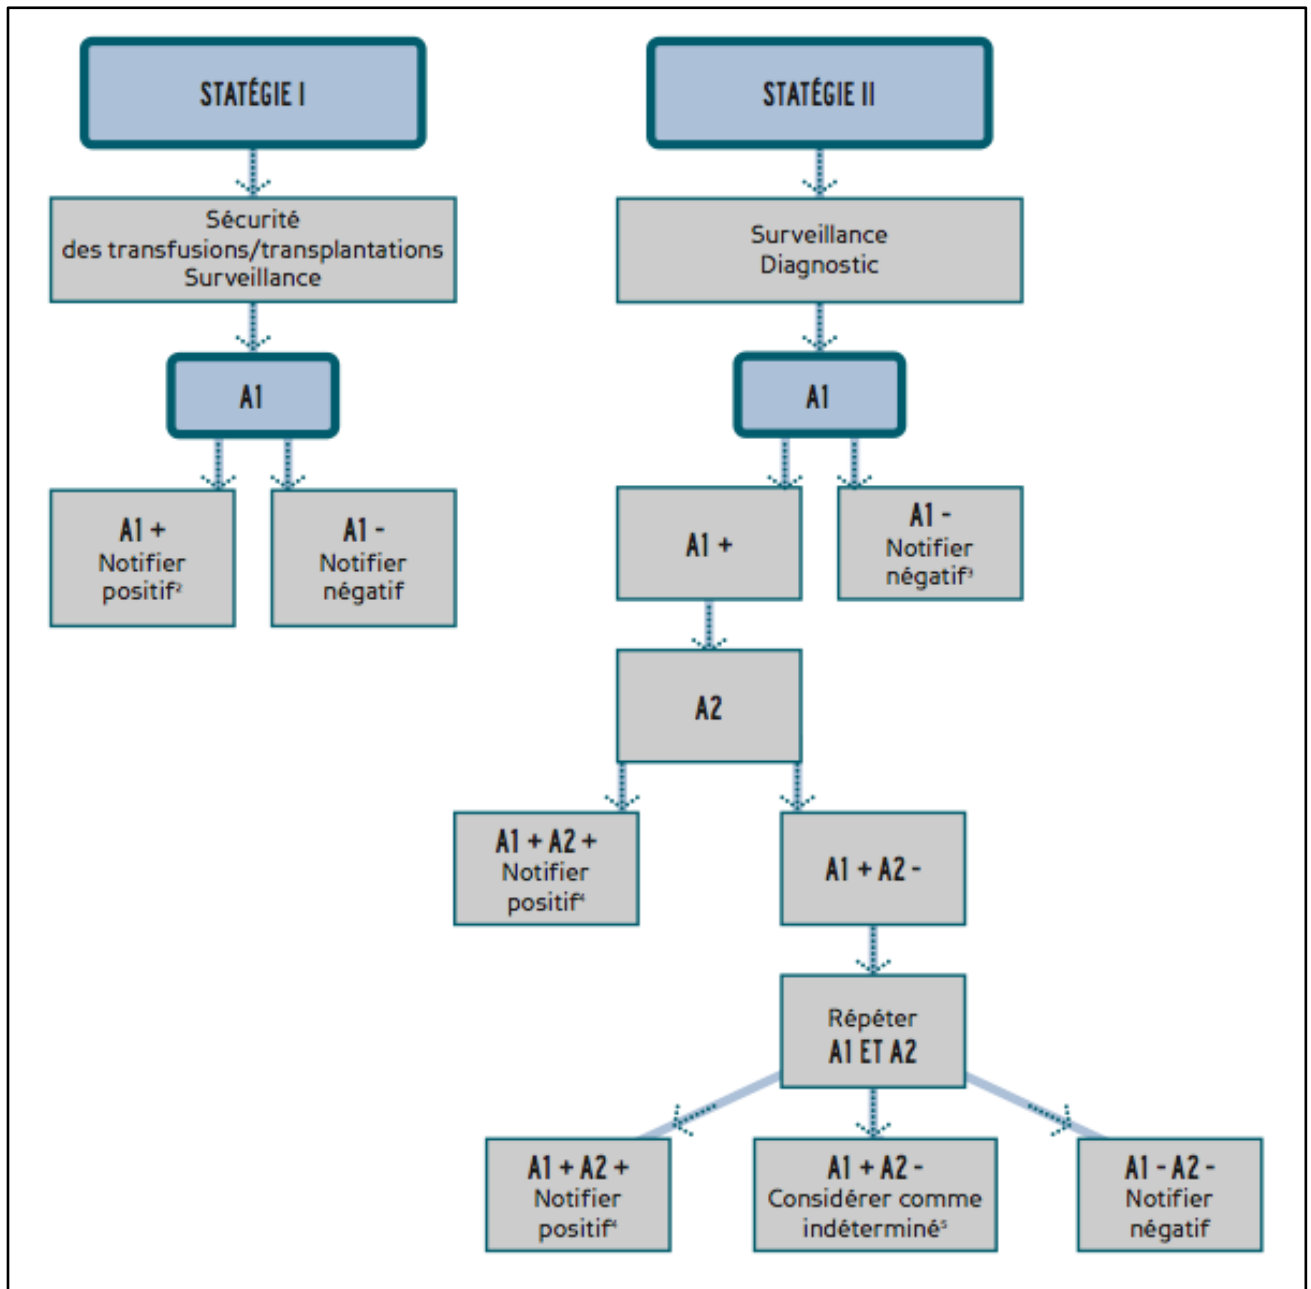 STATÉGIE I
Sécurité
des transfusions/transplantations
Surveillance
A1
A1 +
Notifier
positif²
A1 -
Notifier
négatif
STATÉGIE II
Surveillance
Diagnostic
A1
A1 +
A1 -
Notifier
négatif³
A2
A1 + A2 +
Notifier
positif⁴
A1 + A2 -
Répéter
A1 ET A2
A1 + A2 +
Notifier
positif⁴
A1 + A2 -
Considérer comme
indéterminé⁵
A1 - A2 -
Notifier
négatif